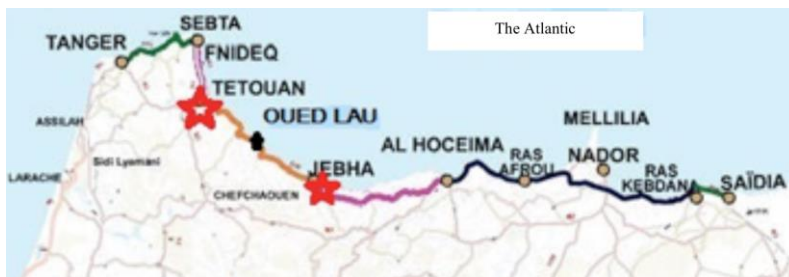 SEBTA
The Atlantic
TANGER
FNIDEQ
TETOUAN
ASSILAH
OUED LAU
MELLILIA
Sidi Lyamani
AL HOCEIMA
JEBHA
RAS
AFROU
NADOR
RAS
KEBDANA
SAÏDIA
LARACHE
CHEFCHAOUEN